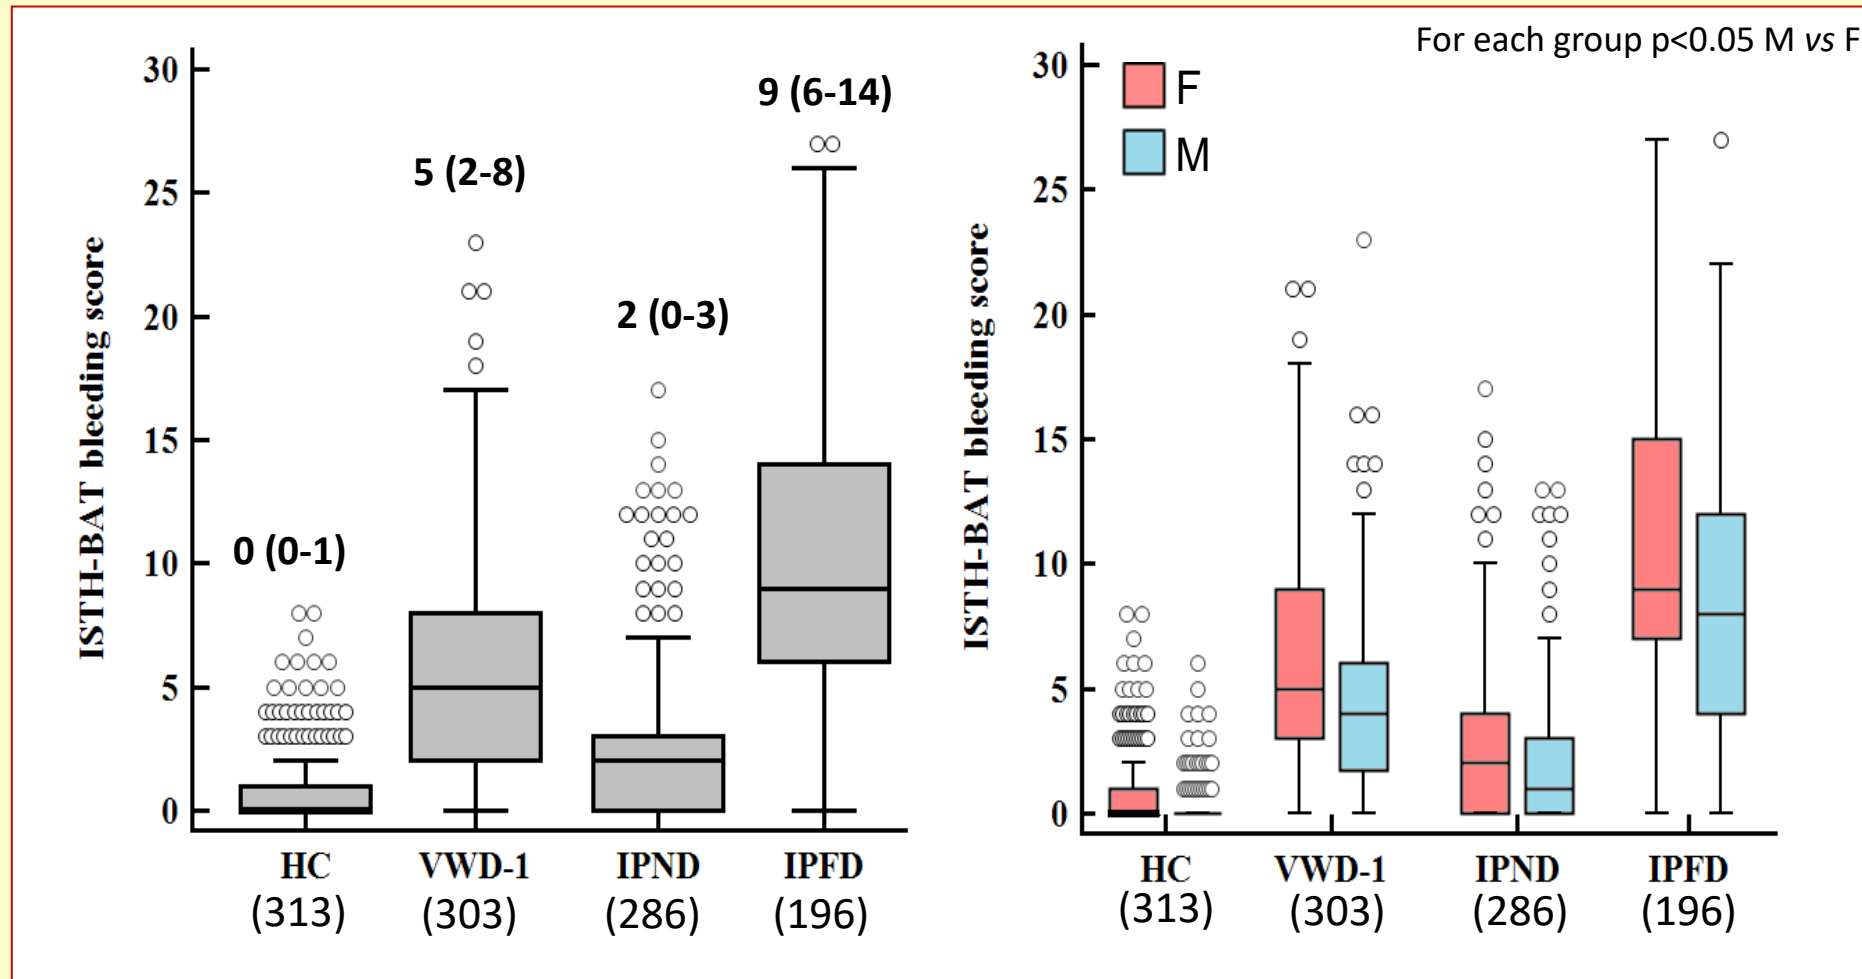 For each group p<0.05 M vs F
ISTH-BAT bleeding score
30
25
20
15
10
5
0
0 (0-1)
5 (2-8)
2 (0-3)
9 (6-14)
HC
VWD-1
IPND
IPFD
(313)
(303)
(286)
(196)
ISTH-BAT bleeding score
30
25
20
15
10
5
0
F
M
HC
VWD-1
IPND
IPFD
(313)
(303)
(286)
(196)